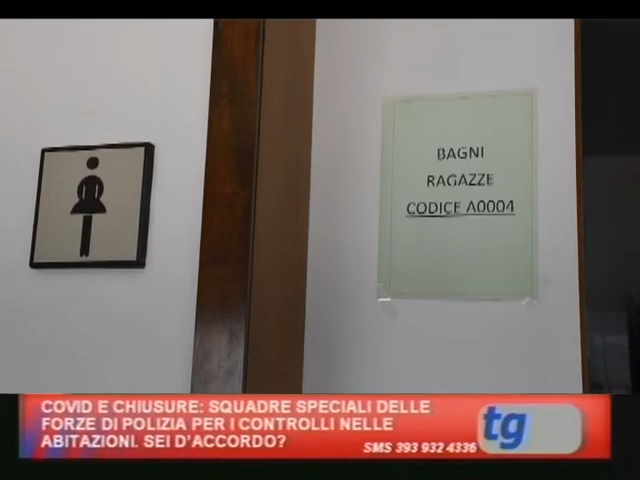 BAGNI
RAGAZZE
CODICE A0004
COVID E CHIUSURE: SQUADRE SPECIALI DELLE
FORZE DI POLIZIA PER I CONTROLLI NELLE
ABITAZIONI. SEI D'ACCORDO?
SMS 393 932 4336
tg